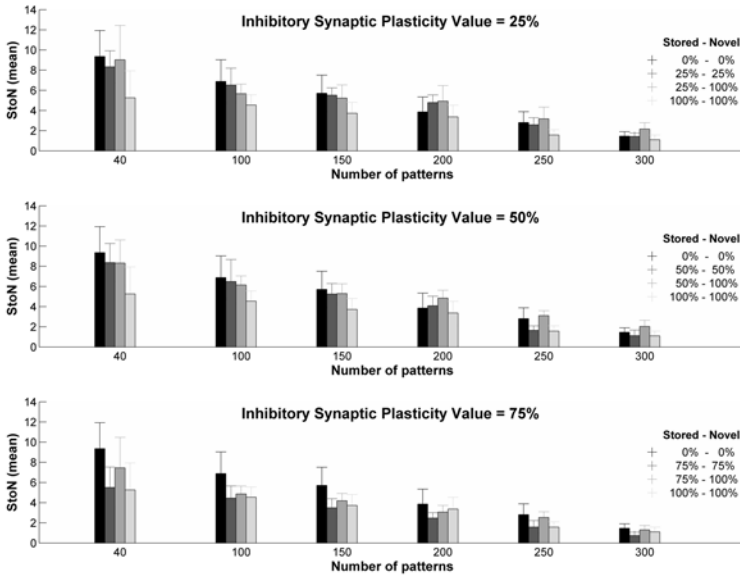 Inhibitory Synaptic Plasticity Value = 25%
14
12
10
8
6
4
2
0
StoN (mean)
Stored - Novel
0% - 0%
25% - 25%
25% - 100%
100% - 100%
40 100 150 200 250 300
Number of patterns
Inhibitory Synaptic Plasticity Value = 50%
14
12
10
8
6
4
2
0
StoN (mean)
Stored - Novel
0% - 0%
50% - 50%
50% - 100%
100% - 100%
40 100 150 200 250 300
Number of patterns
Inhibitory Synaptic Plasticity Value = 75%
14
12
10
8
6
4
2
0
StoN (mean)
Stored - Novel
0% - 0%
75% - 75%
75% - 100%
100% - 100%
40 100 150 200 250 300
Number of patterns